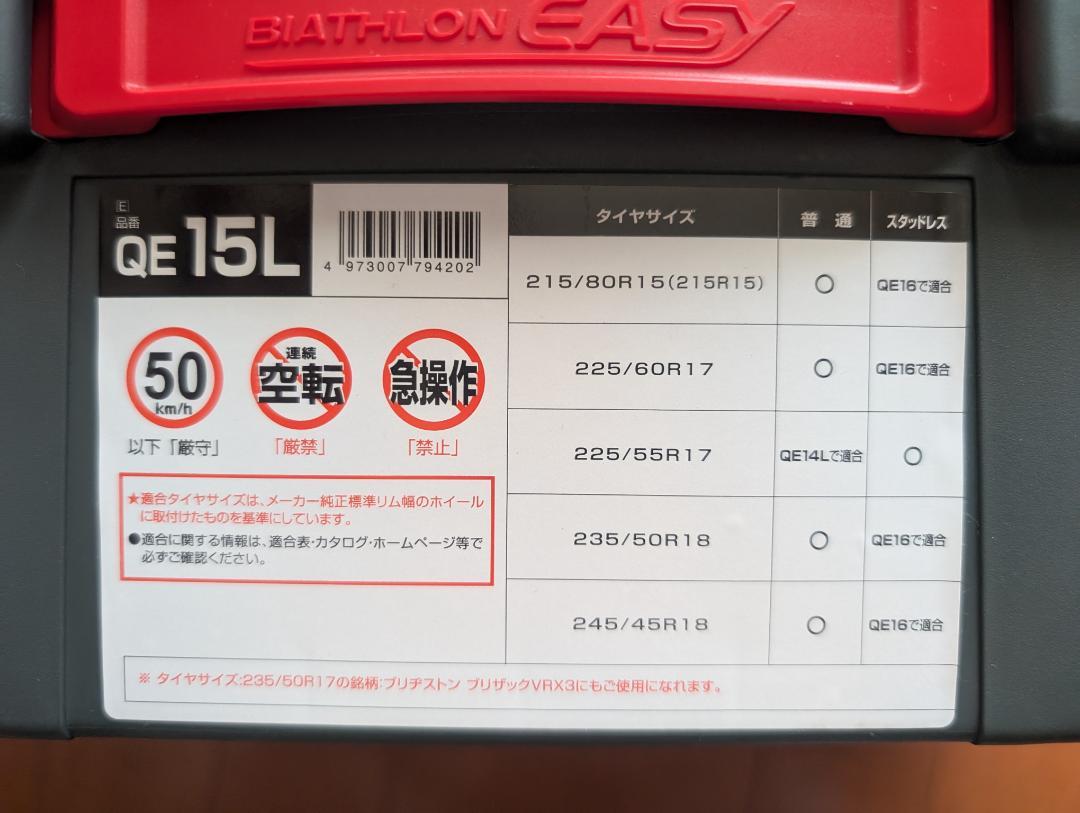 BIATHLON EASY
E
品番
QE 15L
4 973007 794202
50
km/h
以下「厳守」
連続
空転
「厳禁」
急操作
「禁止」
★適合タイヤサイズは、メーカー純正標準リム幅のホイール
に取付けたものを基準にしています。
●適合に関する情報は、適合表・カタログ・ホームページ等で
必ずご確認ください。
タイヤサイズ 普通 スタッドレス
215/80R15(215R15) ○ QE16で適合
225/60R17 ○ QE16で適合
225/55R17 QE14Lで適合 ○
235/50R18 ○ QE16で適合
245/45R18 ○ QE16で適合
※ タイヤサイズ:235/50R17の銘柄:ブリヂストン ブリザックVRX3にもご使用になれます。